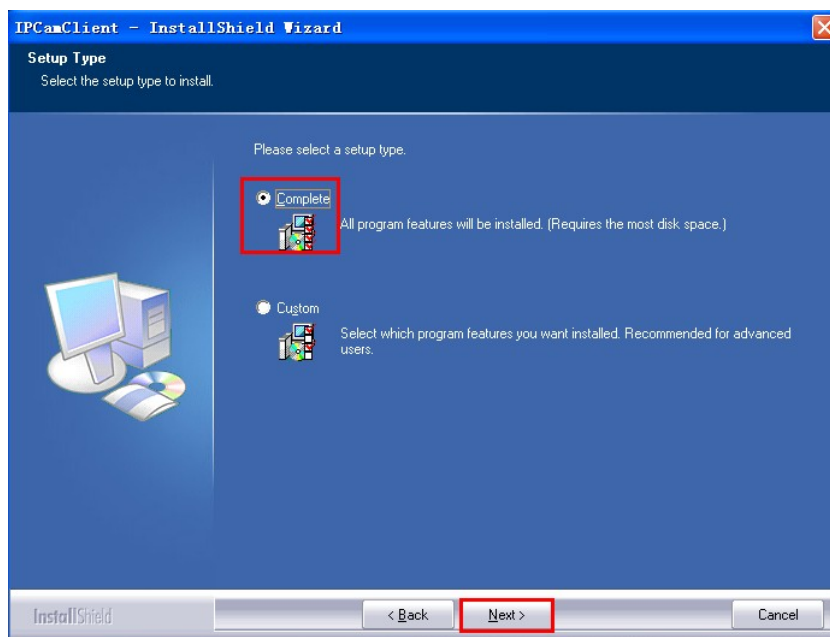 IPCamClient - InstallShield Wizard
Setup Type
Select the setup type to install.
Please select a setup type.
Complete
All program features will be installed. (Requires the most disk space.)
Custom
Select which program features you want installed. Recommended for advanced
users.
InstallShield
< Back
Next >
Cancel